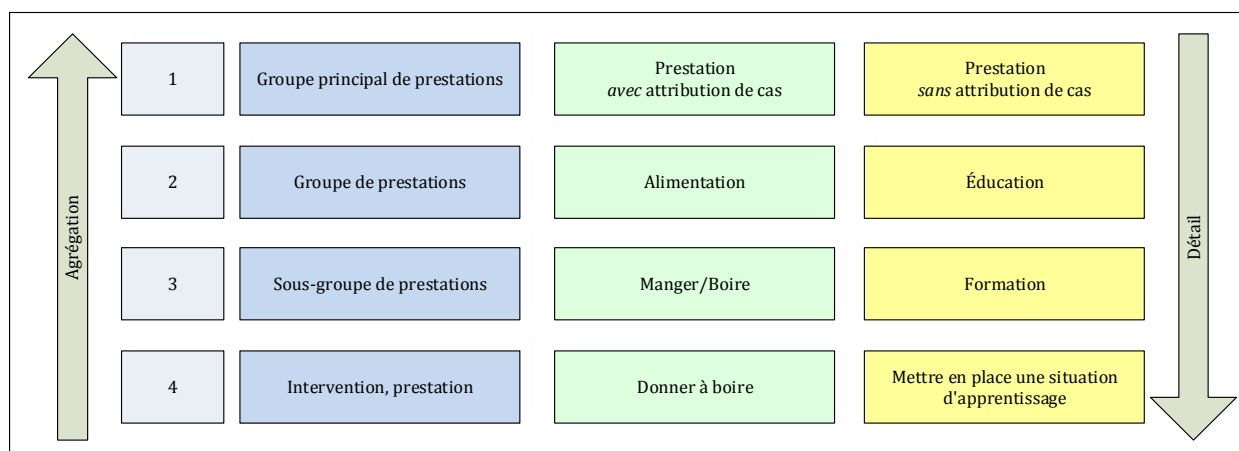 Agrégation
1
Groupe principal de prestations
Prestation
avec attribution de cas
Prestation
sans attribution de cas
2
Groupe de prestations
Alimentation
Éducation
3
Sous-groupe de prestations
Manger/Boire
Formation
4
Intervention, prestation
Donner à boire
Mettre en place une situation
d'apprentissage
Détail